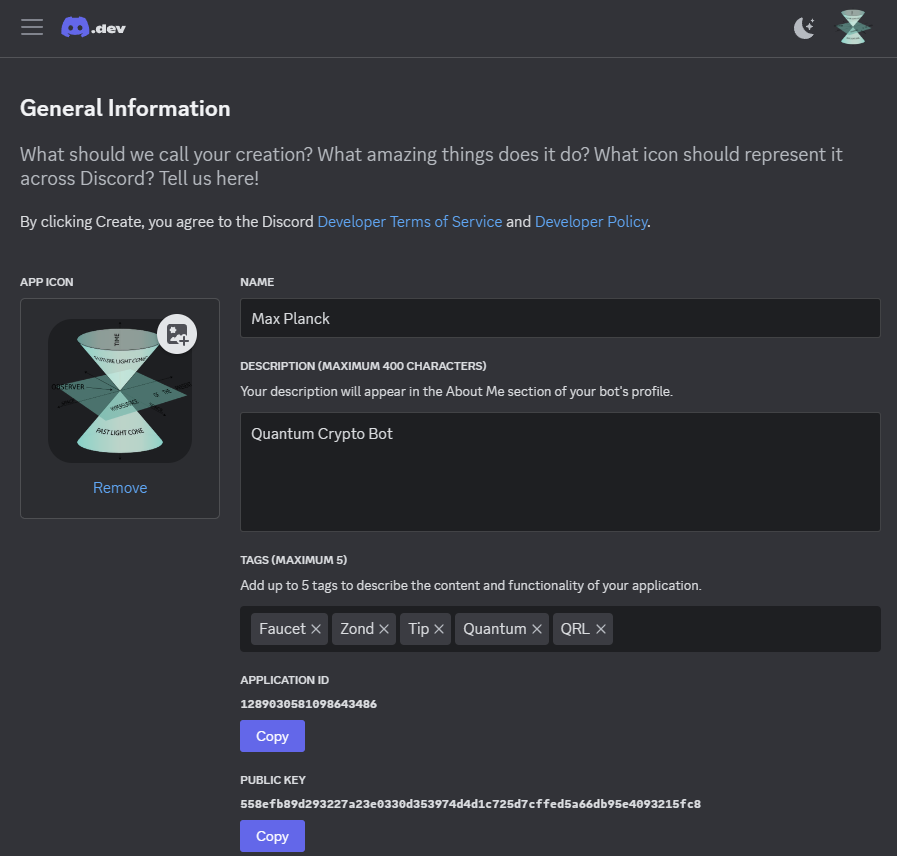 .dev
General Information
What should we call your creation? What amazing things does it do? What icon should represent it
across Discord? Tell us here!
By clicking Create, you agree to the Discord Developer Terms of Service and Developer Policy.
APP ICON
TIME
FUTURE LIGHT CONE
OBSERVER
HYPERSURFACE
OF THE
PAST LIGHT CONE
Remove
NAME
Max Planck
DESCRIPTION (MAXIMUM 400 CHARACTERS)
Your description will appear in the About Me section of your bot's profile.
Quantum Crypto Bot
TAGS (MAXIMUM 5)
Add up to 5 tags to describe the content and functionality of your application.
Faucet × Zond × Tip × Quantum × QRL ×
APPLICATION ID
1289030581098643486
Copy
PUBLIC KEY
558efb89d293227a23e0330d353974d4d1c725d7cffed5a66db95e4093215fc8
Copy